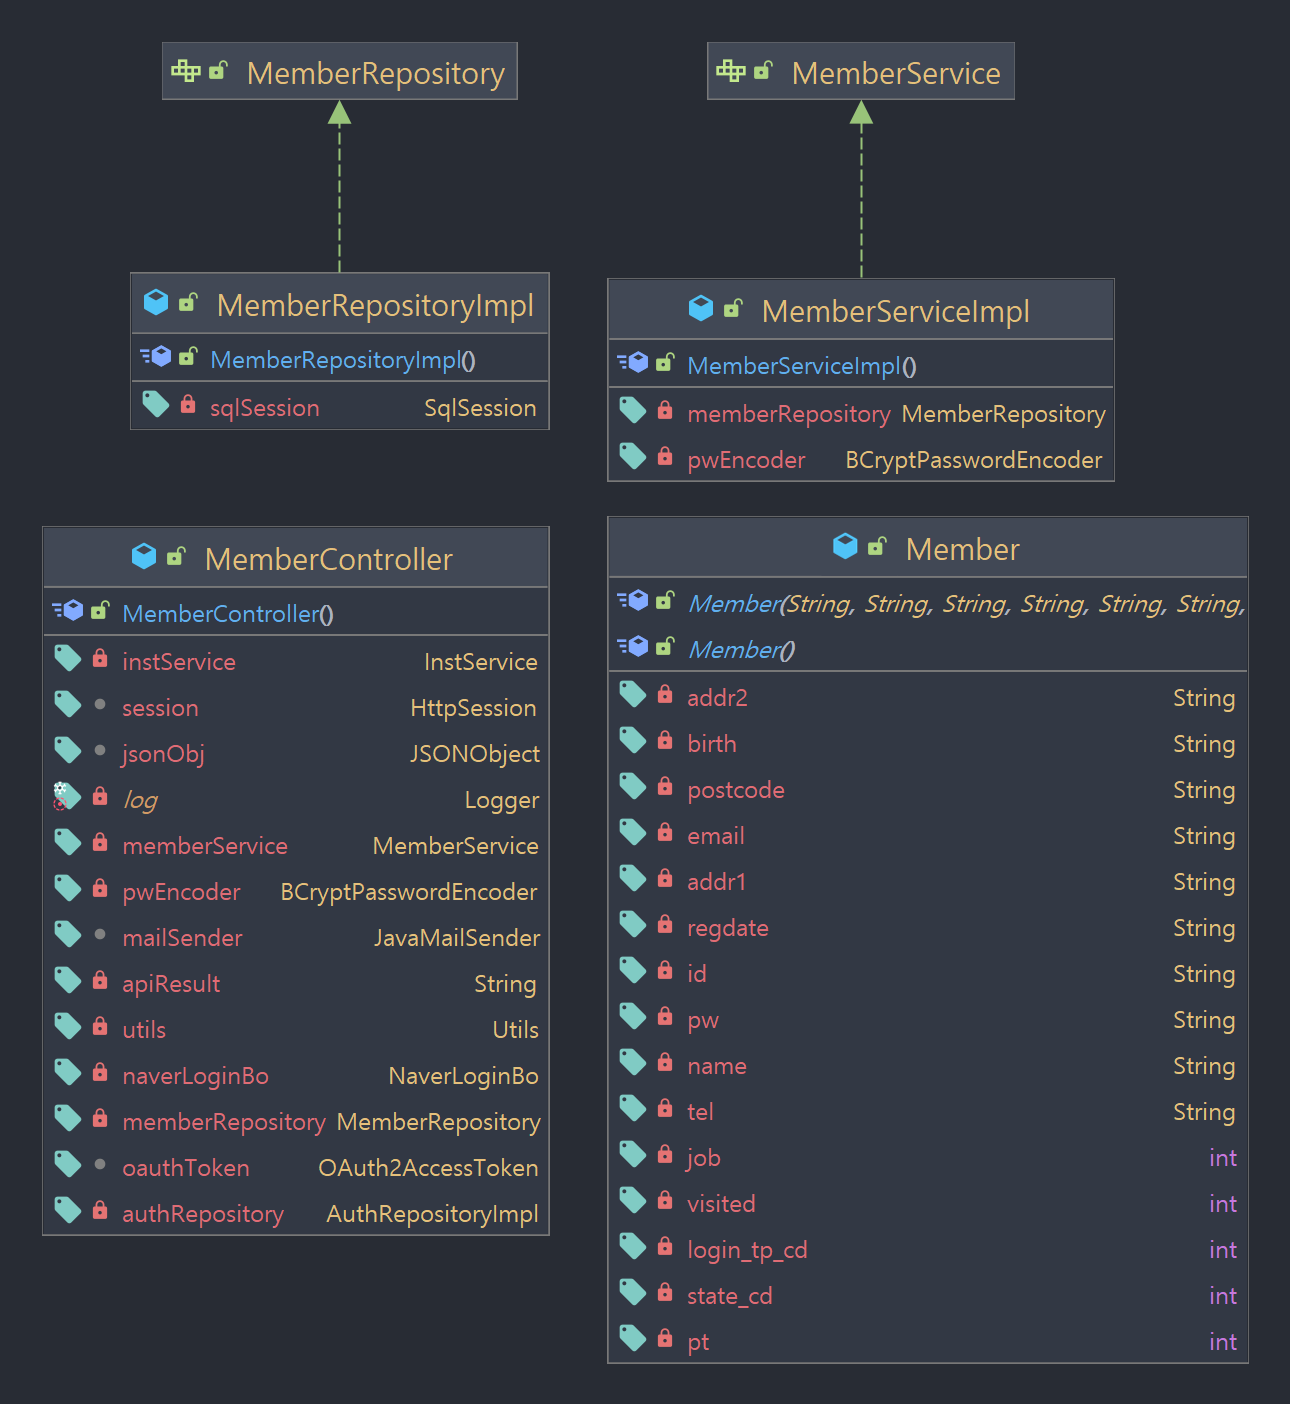 MemberRepository
MemberService
MemberRepositoryImpl
MemberRepositoryImpl()
sqlSession SqlSession
MemberServiceImpl
MemberServiceImpl()
memberRepository MemberRepository
pwEncoder BCryptPasswordEncoder
MemberController
MemberController()
instService InstService
session HttpSession
jsonObj JSONObject
log Logger
memberService MemberService
pwEncoder BCryptPasswordEncoder
mailSender JavaMailSender
apiResult String
utils Utils
naverLoginBo NaverLoginBo
memberRepository MemberRepository
oauthToken OAuth2AccessToken
authRepository AuthRepositoryImpl
Member
Member(String, String, String, String, String, String,
Member()
addr2 String
birth String
postcode String
email String
addr1 String
regdate String
id String
pw String
name String
tel String
job int
visited int
login_tp_cd int
state_cd int
pt int